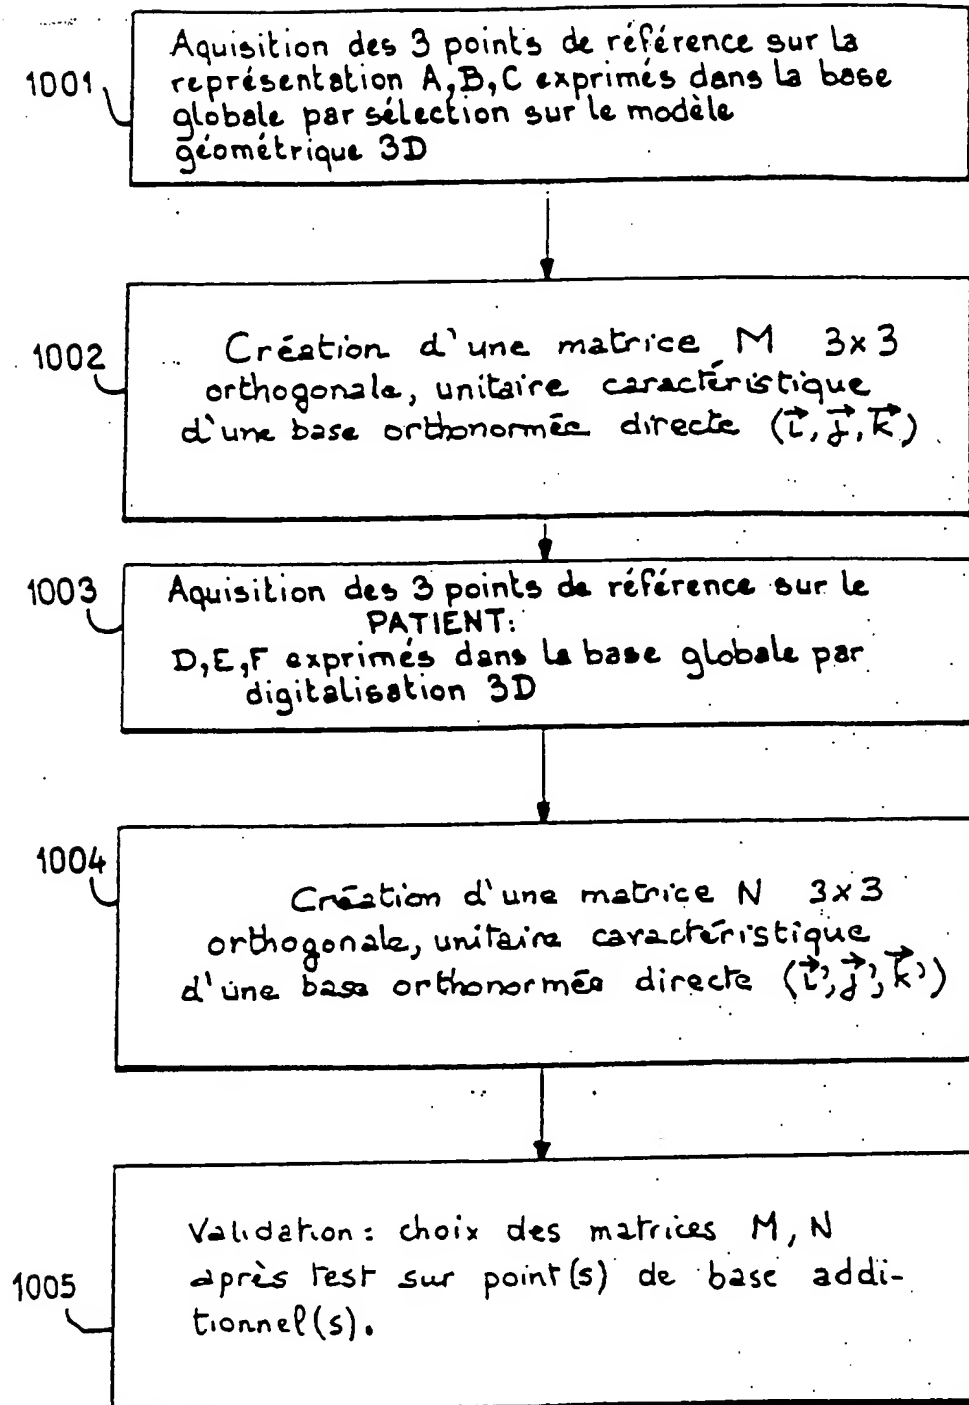 1001
Aquisition des 3 points de référence sur la
représentation A,B,C exprimés dans la base
globale par sélection sur le modèle
géométrique 3D
1002
Création d'une matrice M 3x3
orthogonale, unitaire caractéristique
d'une base orthonormée directe (i⃗, j⃗, k⃗)
1003
Aquisition des 3 points de référence sur le
PATIENT:
D,E,F exprimés dans la base globale par
digitalisation 3D
1004
Création d'une matrice N 3x3
orthogonale, unitaire caractéristique
d'une base orthonormée directe (i⃗', j⃗', k⃗')
1005
Validation: choix des matrices M, N
après test sur point(s) de base addi-
tionnel(s).